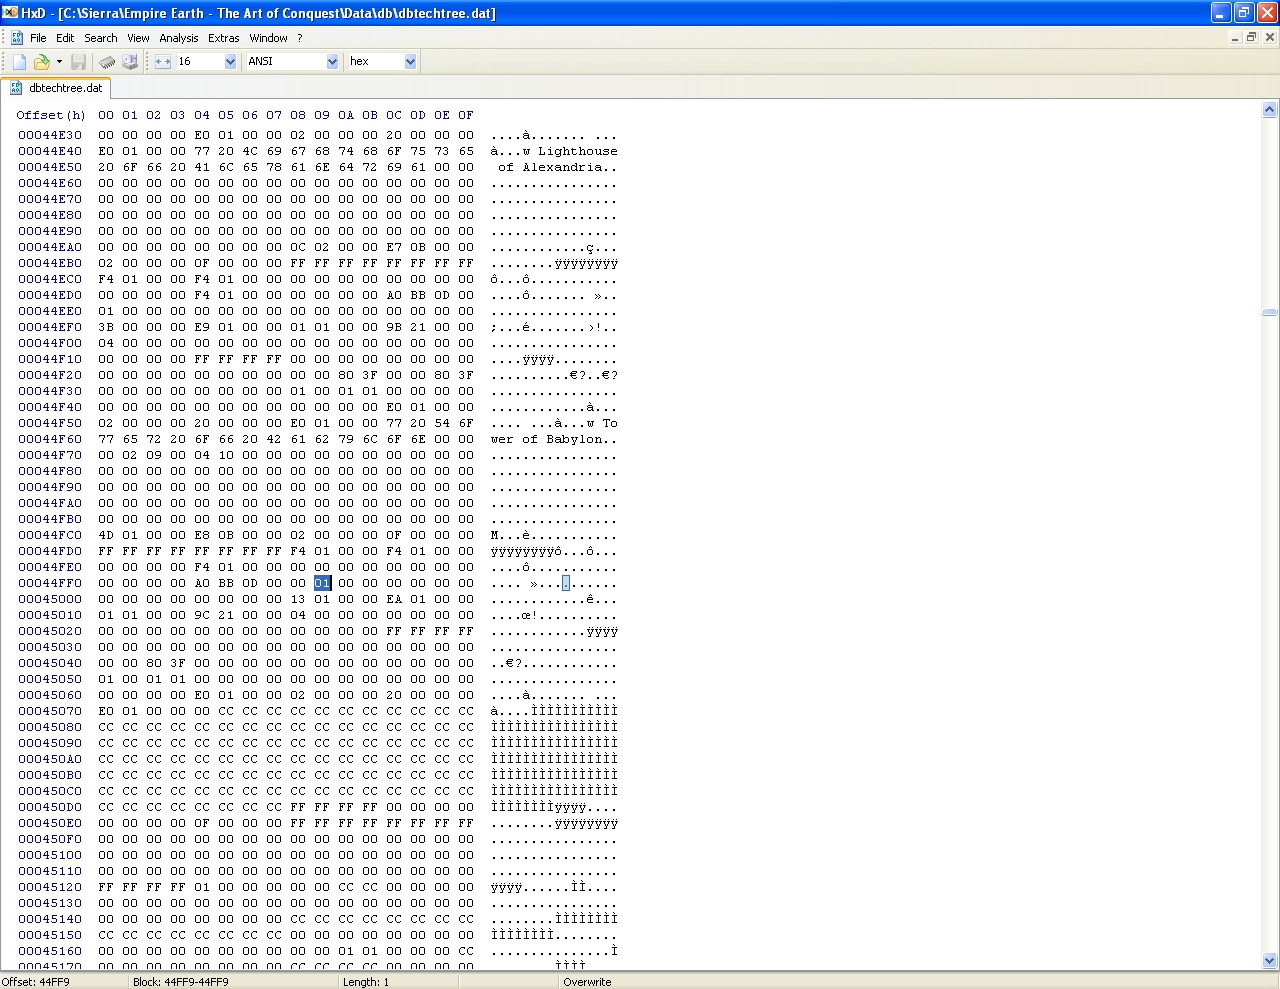 HxD - [C:\Sierra\Empire Earth - The Art of Conquest\Data\db\dbtechtree.dat]
File Edit Search View Analysis Extras Window ?
16 ANSI hex
dbtechtree.dat
Offset(h) 00 01 02 03 04 05 06 07 08 09 0A 0B 0C 0D 0E 0F
00044E30 00 00 00 00 E0 01 00 00 02 00 00 00 20 00 00 00 ....à....... ...
00044E40 E0 01 00 00 77 20 4C 69 67 68 74 68 6F 75 73 65 à...w Lighthouse
00044E50 20 6F 66 20 41 6C 65 78 61 6E 64 72 69 61 00 00 of Alexandria..
00044E60 00 00 00 00 00 00 00 00 00 00 00 00 00 00 00 00 ................
00044E70 00 00 00 00 00 00 00 00 00 00 00 00 00 00 00 00 ................
00044E80 00 00 00 00 00 00 00 00 00 00 00 00 00 00 00 00 ................
00044E90 00 00 00 00 00 00 00 00 00 00 00 00 00 00 00 00 ................
00044EA0 00 00 00 00 00 00 00 00 0C 02 00 00 E7 0B 00 00 ............ç...
00044EB0 02 00 00 00 0F 00 00 00 FF FF FF FF FF FF FF FF ........ÿÿÿÿÿÿÿÿ
00044EC0 F4 01 00 00 F4 01 00 00 00 00 00 00 00 00 00 00 ô...ô...........
00044ED0 00 00 00 00 F4 01 00 00 00 00 00 00 A0 BB 0D 00 ....ô....... »..
00044EE0 01 00 00 00 00 00 00 00 00 00 00 00 00 00 00 00 ................
00044EF0 3B 00 00 00 E9 01 00 00 01 01 00 00 9B 21 00 00 ;...é.......›!..
00044F00 04 00 00 00 00 00 00 00 00 00 00 00 00 00 00 00 ................
00044F10 00 00 00 00 FF FF FF FF 00 00 00 00 00 00 00 00 ....ÿÿÿÿ........
00044F20 00 00 00 00 00 00 00 00 00 00 80 3F 00 00 80 3F ..........€?..€?
00044F30 00 00 00 00 00 00 00 00 01 00 01 01 00 00 00 00 ................
00044F40 00 00 00 00 00 00 00 00 00 00 00 00 E0 01 00 00 ............à...
00044F50 02 00 00 00 20 00 00 00 E0 01 00 00 77 20 54 6F .... ...à...w To
00044F60 77 65 72 20 6F 66 20 42 61 62 79 6C 6F 6E 00 00 wer of Babylon..
00044F70 00 02 09 00 04 10 00 00 00 00 00 00 00 00 00 00 ................
00044F80 00 00 00 00 00 00 00 00 00 00 00 00 00 00 00 00 ................
00044F90 00 00 00 00 00 00 00 00 00 00 00 00 00 00 00 00 ................
00044FA0 00 00 00 00 00 00 00 00 00 00 00 00 00 00 00 00 ................
00044FB0 00 00 00 00 00 00 00 00 00 00 00 00 00 00 00 00 ................
00044FC0 4D 01 00 00 E8 0B 00 00 02 00 00 00 0F 00 00 00 M...è...........
00044FD0 FF FF FF FF FF FF FF FF F4 01 00 00 F4 01 00 00 ÿÿÿÿÿÿÿÿô...ô...
00044FE0 00 00 00 00 F4 01 00 00 00 00 00 00 00 00 00 00 ....ô...........
00044FF0 00 00 00 00 A0 BB 0D 00 00 01 00 00 00 00 00 00 .... »..........
00045000 00 00 00 00 00 00 00 00 13 01 00 00 EA 01 00 00 ............ê...
00045010 01 01 00 00 9C 21 00 00 04 00 00 00 00 00 00 00 ....œ!..........
00045020 00 00 00 00 00 00 00 00 00 00 00 00 FF FF FF FF ............ÿÿÿÿ
00045030 00 00 00 00 00 00 00 00 00 00 00 00 00 00 00 00 ................
00045040 00 00 80 3F 00 00 00 00 00 00 00 00 00 00 00 00 ..€?............
00045050 01 00 01 01 00 00 00 00 00 00 00 00 00 00 00 00 ................
00045060 00 00 00 00 E0 01 00 00 02 00 00 00 20 00 00 00 ....à....... ...
00045070 E0 01 00 00 00 CC CC CC CC CC CC CC CC CC CC CC à....ÌÌÌÌÌÌÌÌÌÌÌ
00045080 CC CC CC CC CC CC CC CC CC CC CC CC CC CC CC CC ÌÌÌÌÌÌÌÌÌÌÌÌÌÌÌÌ
00045090 CC CC CC CC CC CC CC CC CC CC CC CC CC CC CC CC ÌÌÌÌÌÌÌÌÌÌÌÌÌÌÌÌ
000450A0 CC CC CC CC CC CC CC CC CC CC CC CC CC CC CC CC ÌÌÌÌÌÌÌÌÌÌÌÌÌÌÌÌ
000450B0 CC CC CC CC CC CC CC CC CC CC CC CC CC CC CC CC ÌÌÌÌÌÌÌÌÌÌÌÌÌÌÌÌ
000450C0 CC CC CC CC CC CC CC CC CC CC CC CC CC CC CC CC ÌÌÌÌÌÌÌÌÌÌÌÌÌÌÌÌ
000450D0 CC CC CC CC CC CC CC CC FF FF FF FF 00 00 00 00 ÌÌÌÌÌÌÌÌÿÿÿÿ....
000450E0 00 00 00 00 0F 00 00 00 FF FF FF FF FF FF FF FF ........ÿÿÿÿÿÿÿÿ
000450F0 00 00 00 00 00 00 00 00 00 00 00 00 00 00 00 00 ................
00045100 00 00 00 00 00 00 00 00 00 00 00 00 00 00 00 00 ................
00045110 00 00 00 00 00 00 00 00 00 00 00 00 00 00 00 00 ................
00045120 FF FF FF FF 01 00 00 00 00 00 CC CC 00 00 00 00 ÿÿÿÿ......ÌÌ....
00045130 00 00 00 00 00 00 00 00 00 00 00 00 00 00 00 00 ................
00045140 00 00 00 00 00 00 00 00 CC CC CC CC CC CC CC CC ........ÌÌÌÌÌÌÌÌ
00045150 CC CC CC CC CC CC CC CC 00 00 00 00 00 00 00 00 ÌÌÌÌÌÌÌÌ........
00045160 00 00 00 00 00 00 00 00 00 00 01 01 00 00 00 CC ...............Ì
00045170 00 00 00 00 00 00 00 00 CC CC CC CC 00 00 00 00 ........ÌÌÌÌ....
Offset: 44FF9 Block: 44FF9-44FF9 Length: 1 Overwrite